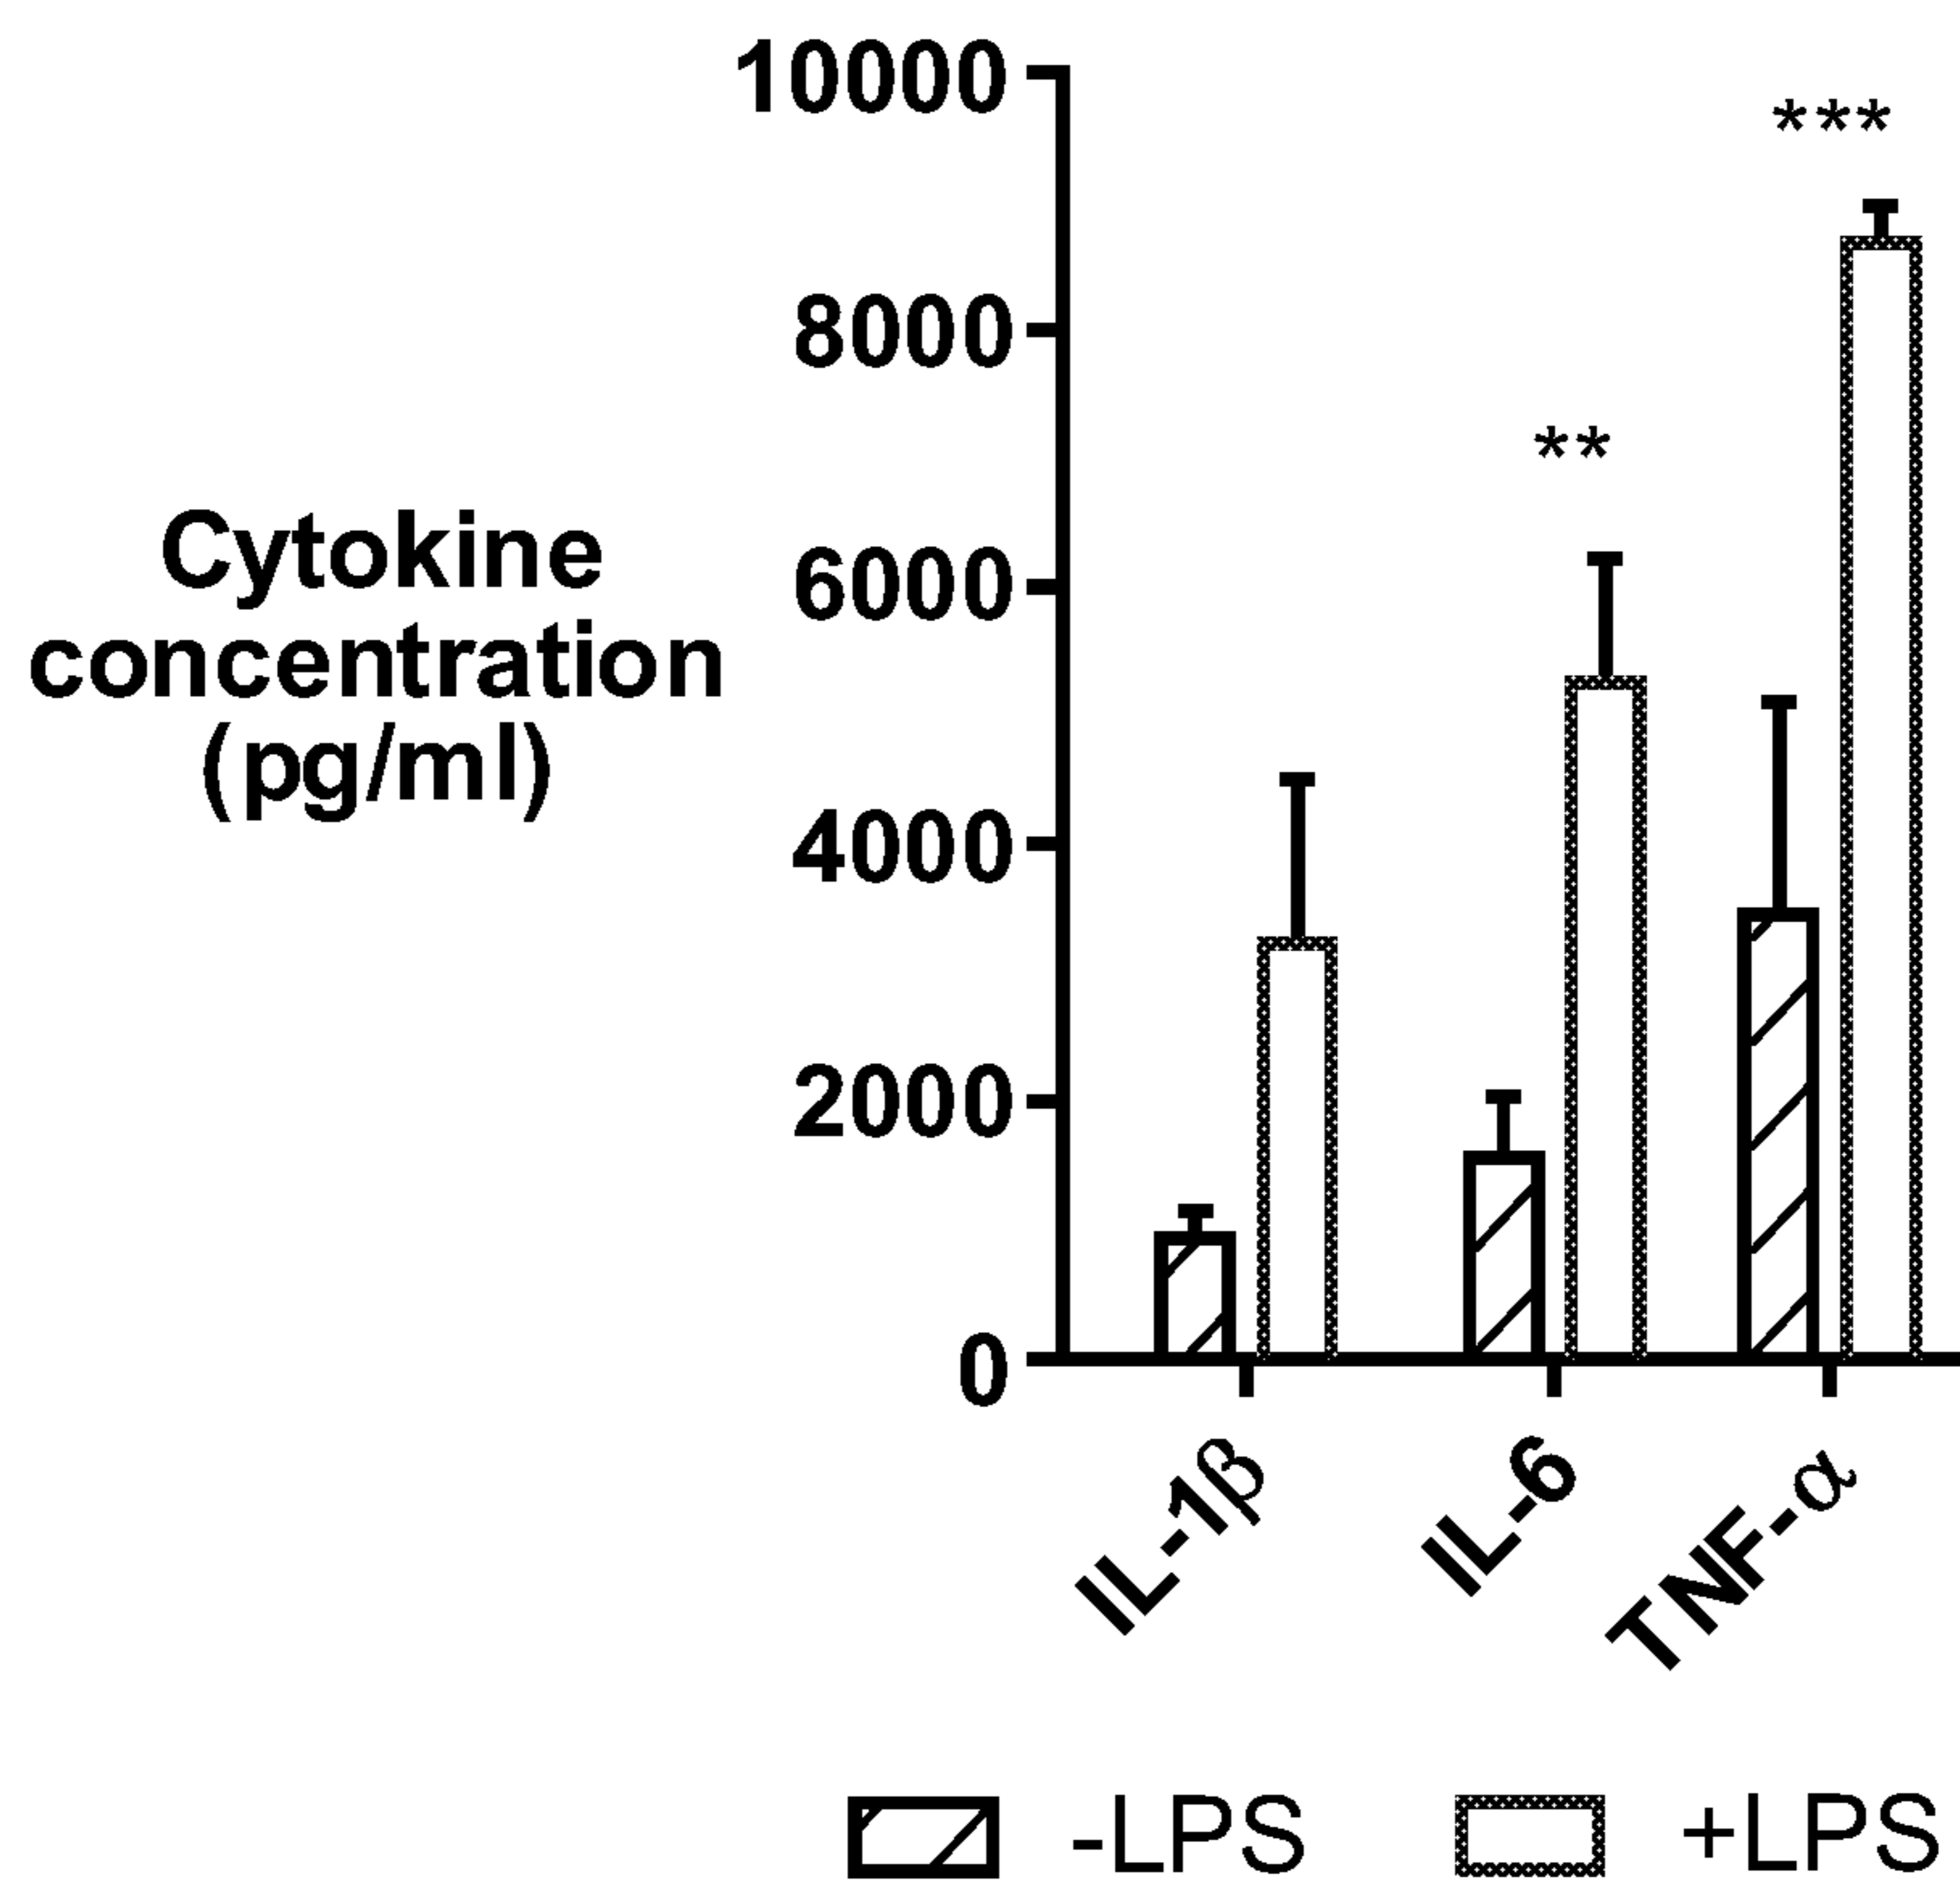 10000
***
8000
**
Cytokine
concentration
(pg/ml)
6000
4000
2000
0
IL-1β
IL-6
TNF-α
-LPS
+LPS